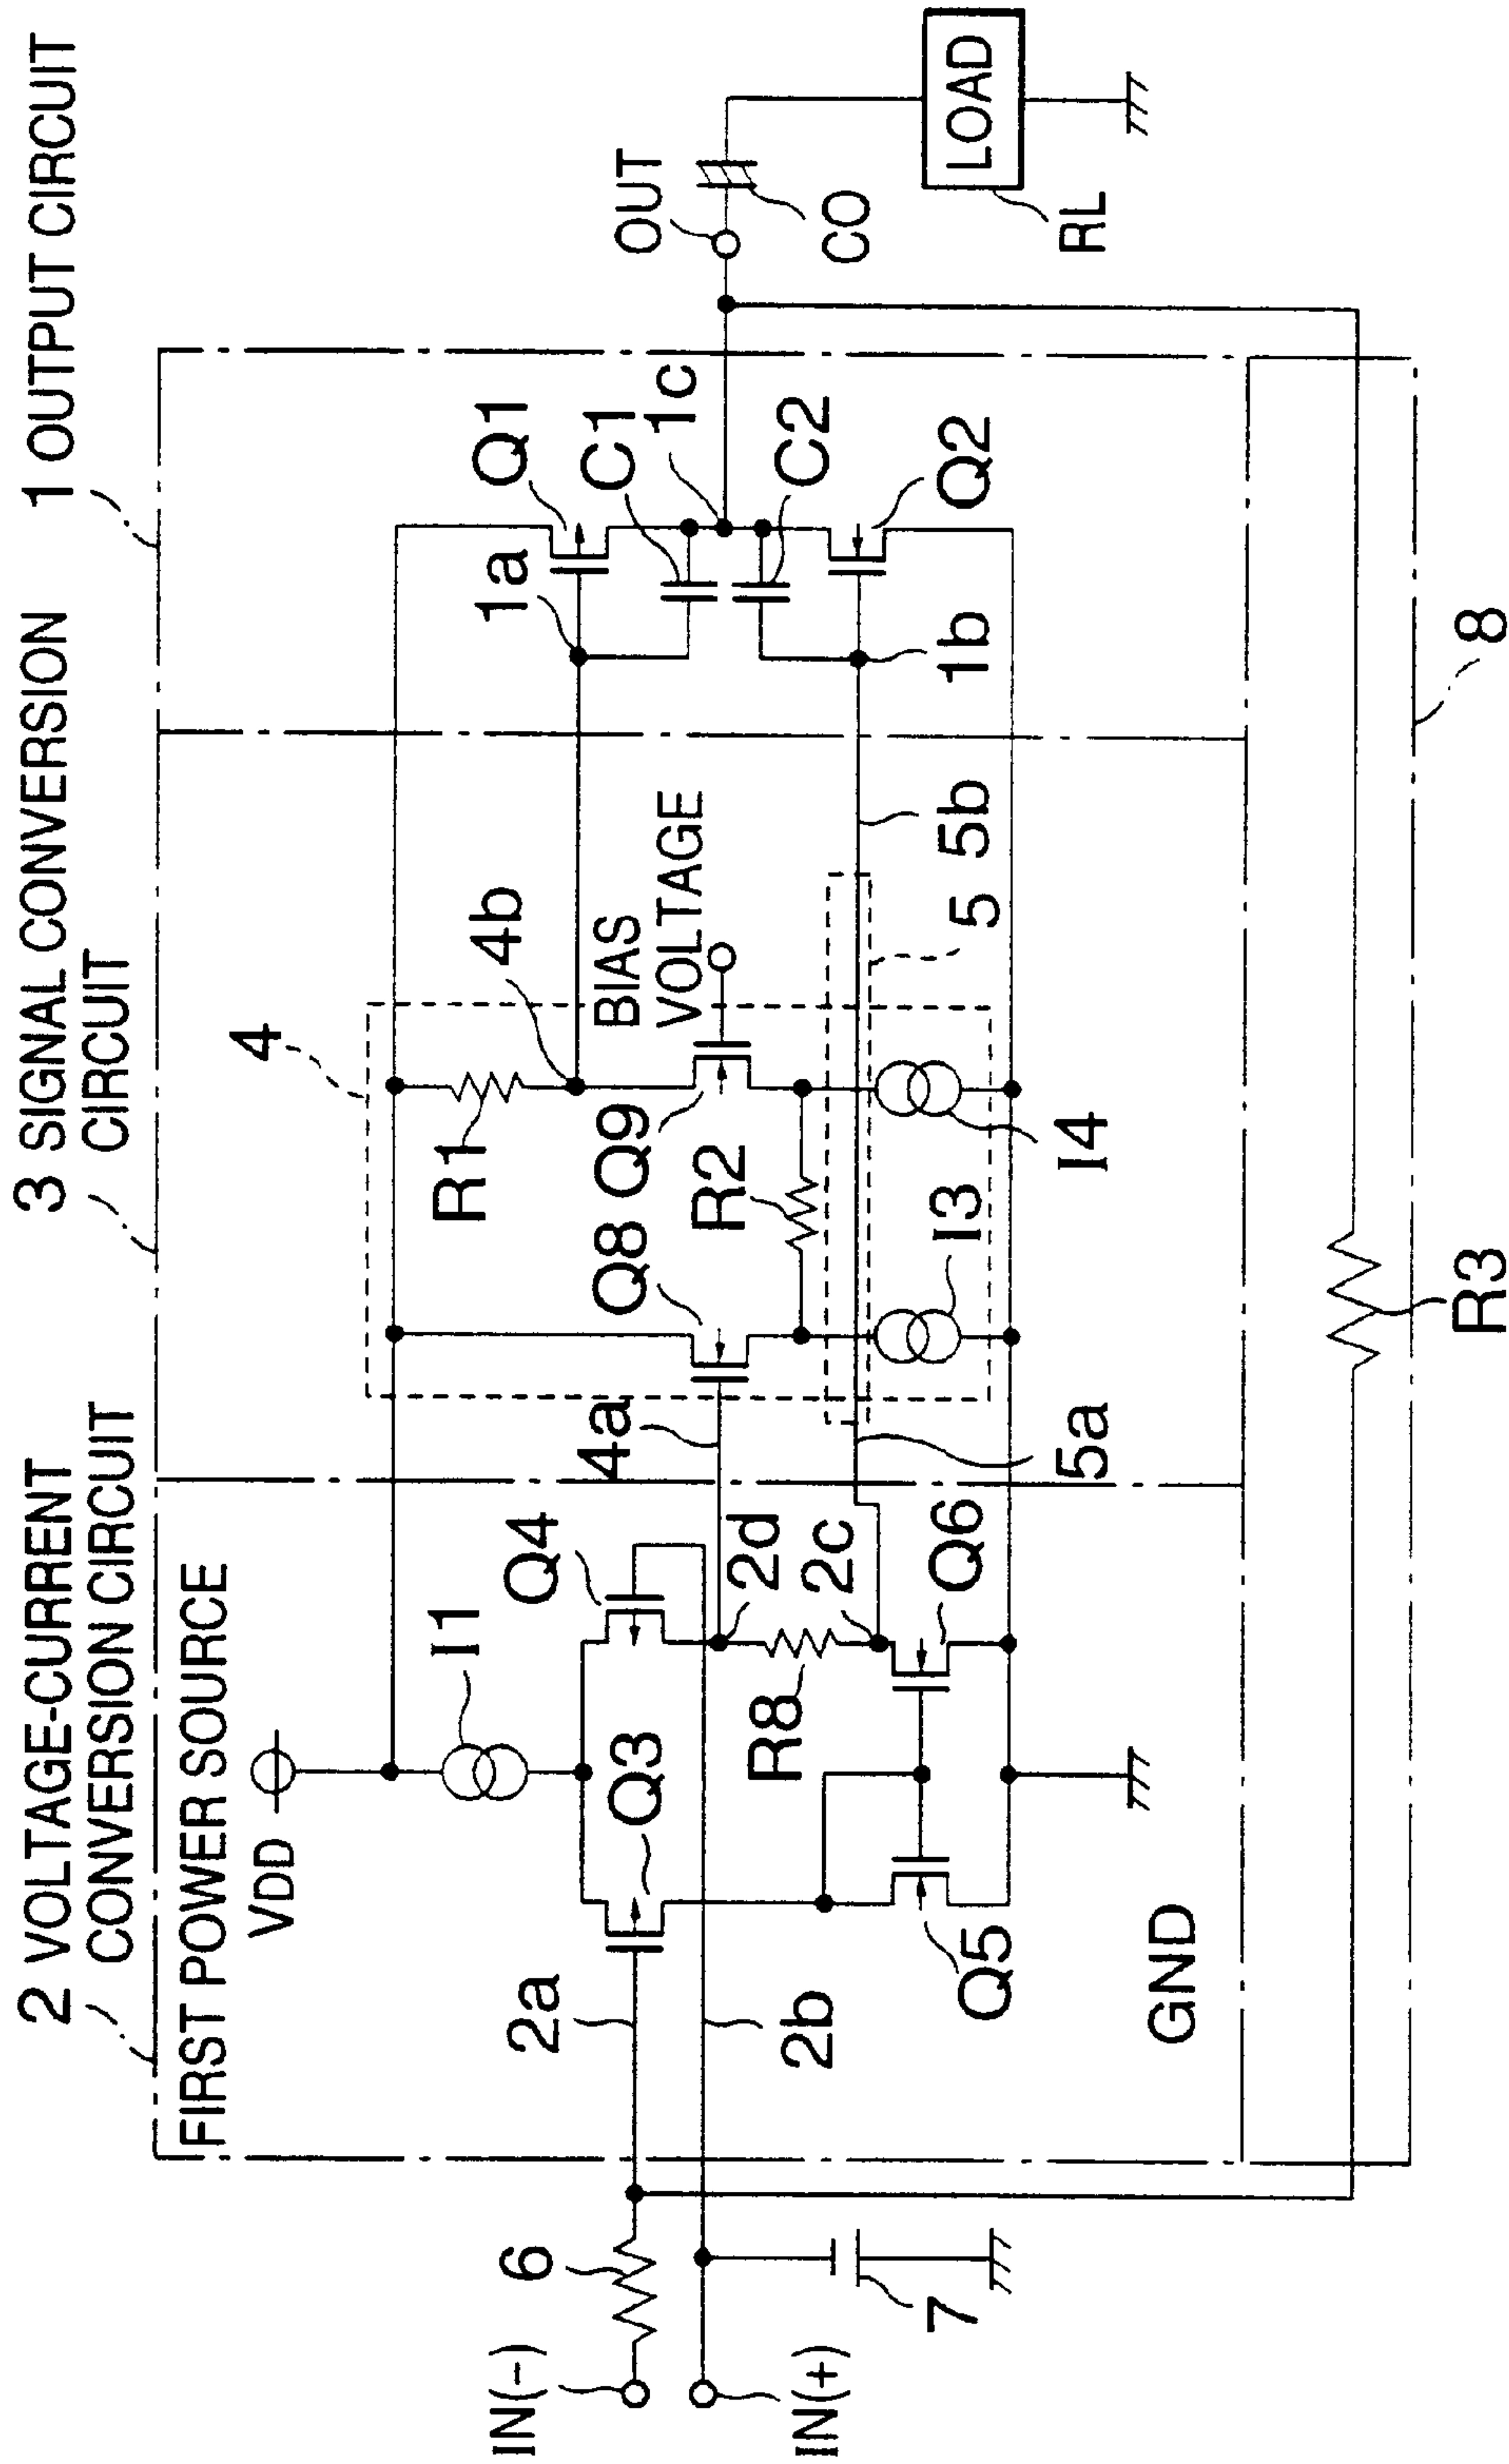 2 VOLTAGE-CURRENT
CONVERSION CIRCUIT
3 SIGNAL CONVERSION
CIRCUIT
1 OUTPUT CIRCUIT
FIRST POWER SOURCE
VDD
I1
4
R1
4b
1a
Q1
C1
1c
OUT
CO
LOAD
RL
2a
Q3
Q4
Q8
Q9
BIAS
VOLTAGE
C2
IN(-)
6
2b
R8
2d
4a
R2
2c
Q6
Q5
5a
I3
I4
5
5b
1b
Q2
IN(+)
7
GND
R3
8